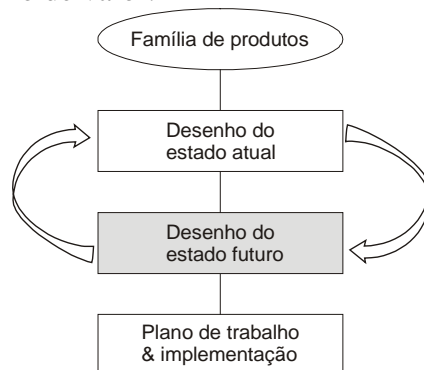 Família de produtos
Desenho do
estado atual
Desenho do
estado futuro
Plano de trabalho
& implementação